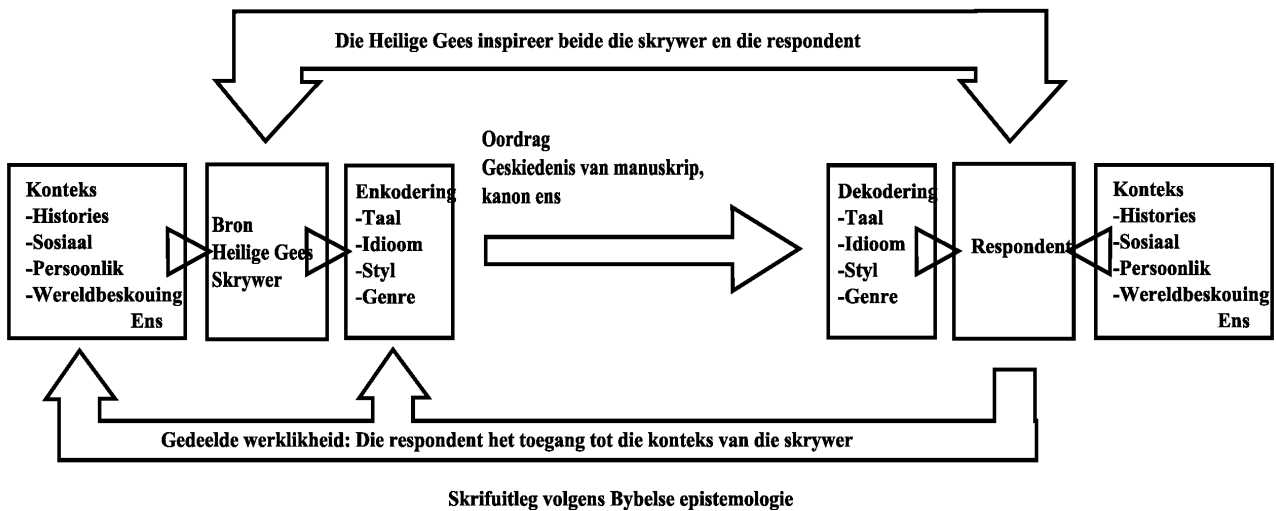 Die Heilige Gees inspireer beide die skrywer en die respondent
Konteks
-Histories
-Sosiaal
-Persoonlik
-Wereldbeskouing
Ens
Bron
Heilige Gees
Skrywer
Enkodering
-Taal
-Idioom
-Styl
-Genre
Oordrag
Geskiedenis van manuskrip,
kanon ens
Dekodering
-Taal
-Idioom
-Styl
-Genre
Respondent
Konteks
-Histories
-Sosiaal
-Persoonlik
-Wereldbeskouing
Ens
Gedeelde werklikheid: Die respondent het toegang tot die konteks van die skrywer
Skrifuitleg volgens Bybelse epistemologie